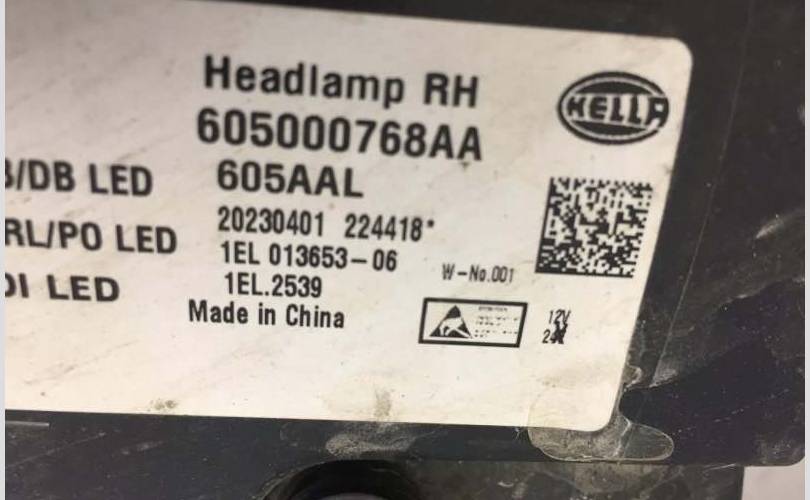 Headlamp RH
HELLA
605000768AA
B/DB LED 605AAL
RL/PO LED 20230401 224418*
1EL 013653-06
DI LED 1EL.2539
W-No.001
Made in China
12V